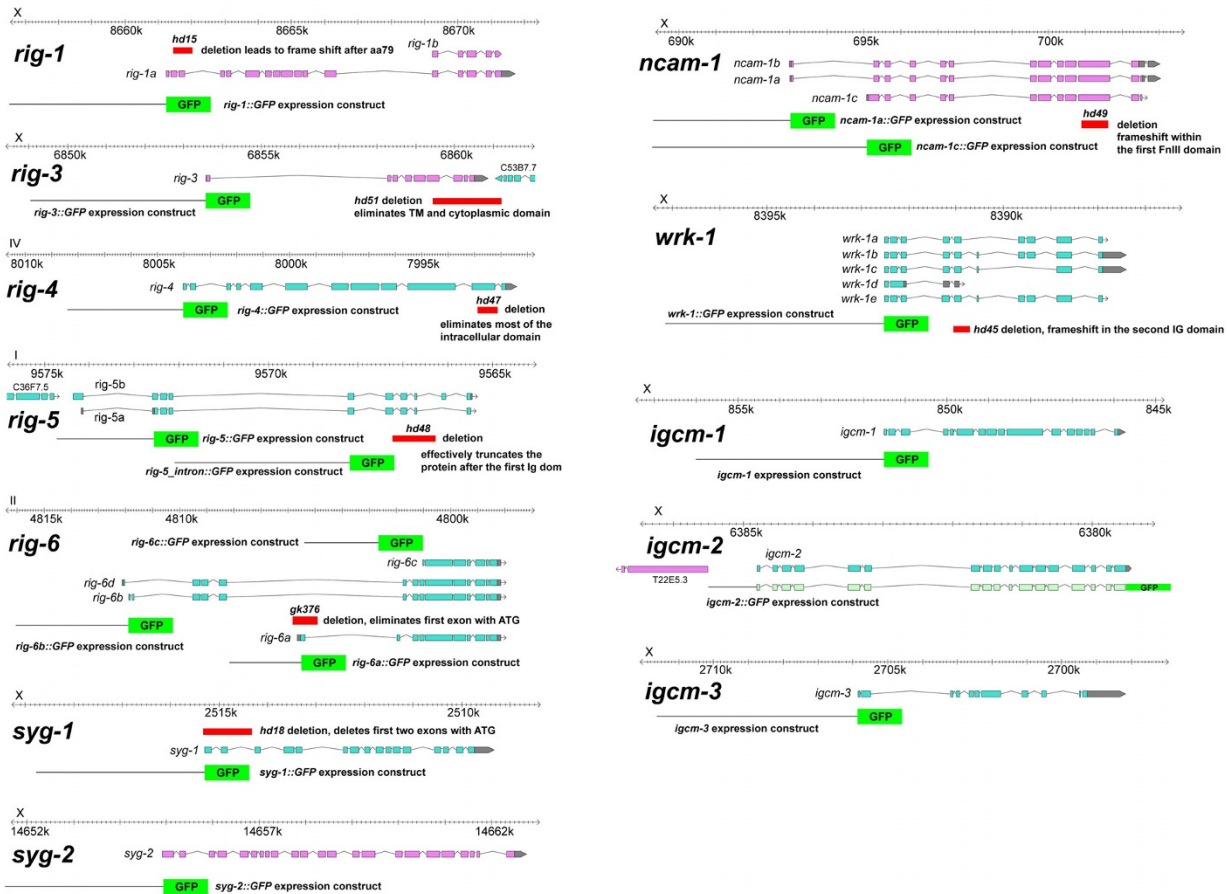 X
8660k 8665k 8670k
rig-1
hd15
deletion leads to frame shift after aa79
rig-1b
rig-1a
GFP
rig-1::GFP expression construct
X
6850k 6855k 6860k
rig-3
rig-3
C53B7.7
GFP
rig-3::GFP expression construct
hd51 deletion
eliminates TM and cytoplasmic domain
IV
8010k 8005k 8000k 7995k
rig-4
rig-4
GFP
rig-4::GFP expression construct
hd47
deletion
eliminates most of the
intracellular domain
I
9575k 9570k 9565k
C36F7.5
rig-5b
rig-5
rig-5a
GFP
rig-5::GFP expression construct
hd48
deletion
effectively truncates the
protein after the first Ig dom
rig-5_intron::GFP expression construct
GFP
II
4815k 4810k 4800k
rig-6
rig-6c::GFP expression construct
GFP
rig-6c
rig-6d
rig-6b
gk376
deletion, eliminates first exon with ATG
GFP
rig-6a
rig-6b::GFP expression construct
GFP
rig-6a::GFP expression construct
X
2515k 2510k
syg-1
hd18 deletion, deletes first two exons with ATG
syg-1
GFP
syg-1::GFP expression construct
X
14652k 14657k 14662k
syg-2
syg-2
GFP
syg-2::GFP expression construct
X
690k 695k 700k
ncam-1
ncam-1b
ncam-1a
ncam-1c
GFP
ncam-1a::GFP expression construct
hd49
deletion
frameshift within
the first FnIII domain
GFP
ncam-1c::GFP expression construct
X
8395k 8390k
wrk-1
wrk-1a
wrk-1b
wrk-1c
wrk-1d
wrk-1e
wrk-1::GFP expression construct
GFP
hd45 deletion, frameshift in the second IG domain
X
855k 850k 845k
igcm-1
igcm-1
GFP
igcm-1 expression construct
X
6385k 6380k
igcm-2
igcm-2
T22E5.3
GFP
igcm-2::GFP expression construct
X
2710k 2705k 2700k
igcm-3
igcm-3
GFP
igcm-3 expression construct